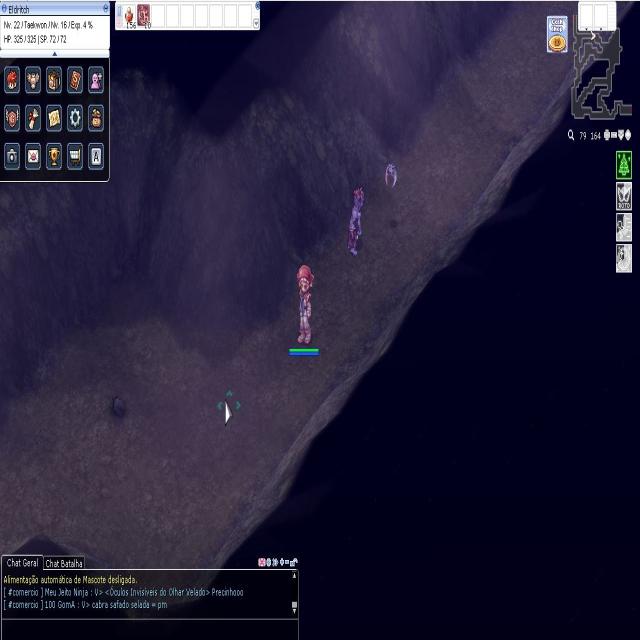 Eldritch
Nv. 22 / Taekwon / Nv. 16 / Exp. 4 %
HP. 325 / 325 | SP. 72 / 72
156 10
79 164
Chat Geral Chat Batalha
Alimentação automática de Mascote desligada.
[ #comercio ] Meu Jeito Ninja : V> <Óculos Invisíveis do Olhar Velado> Precinhooo
[ #comercio ] 100 GomA : V> cabra safado selada = pm